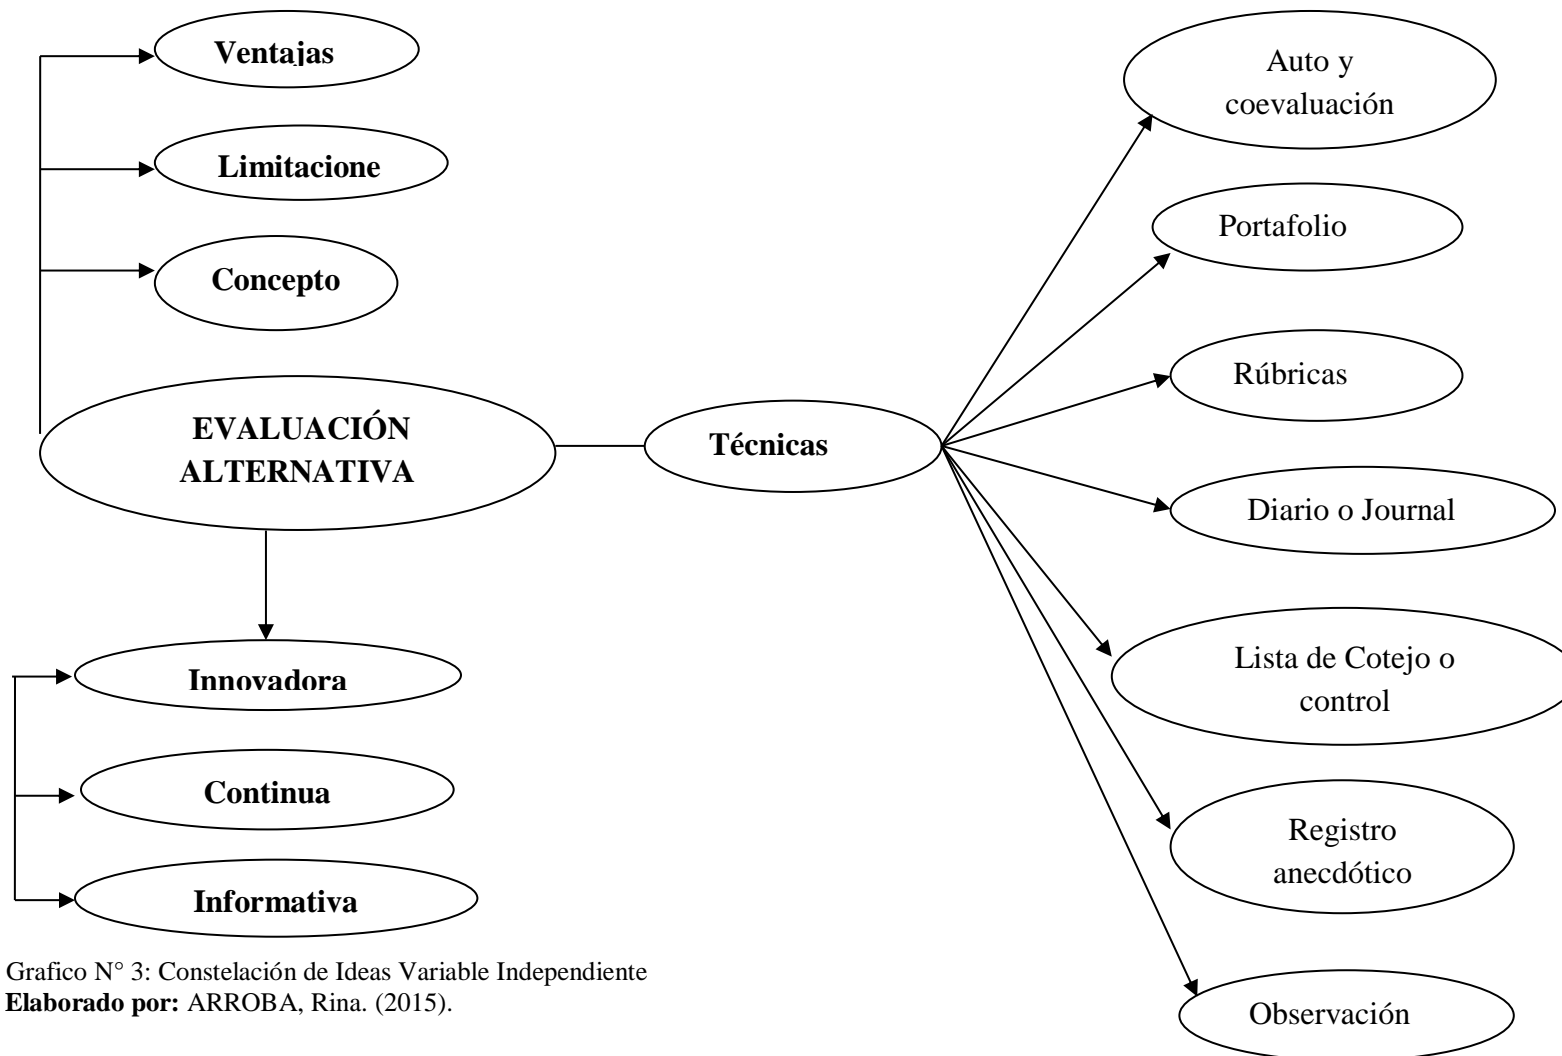 Ventajas
Limitacione
Concepto
EVALUACIÓN
ALTERNATIVA
Técnicas
Innovadora
Continua
Informativa
Auto y
coevaluación
Portafolio
Rúbricas
Diario o Journal
Lista de Cotejo o
control
Registro
anecdótico
Observación
Grafico N° 3: Constelación de Ideas Variable Independiente
Elaborado por: ARROBA, Rina. (2015).